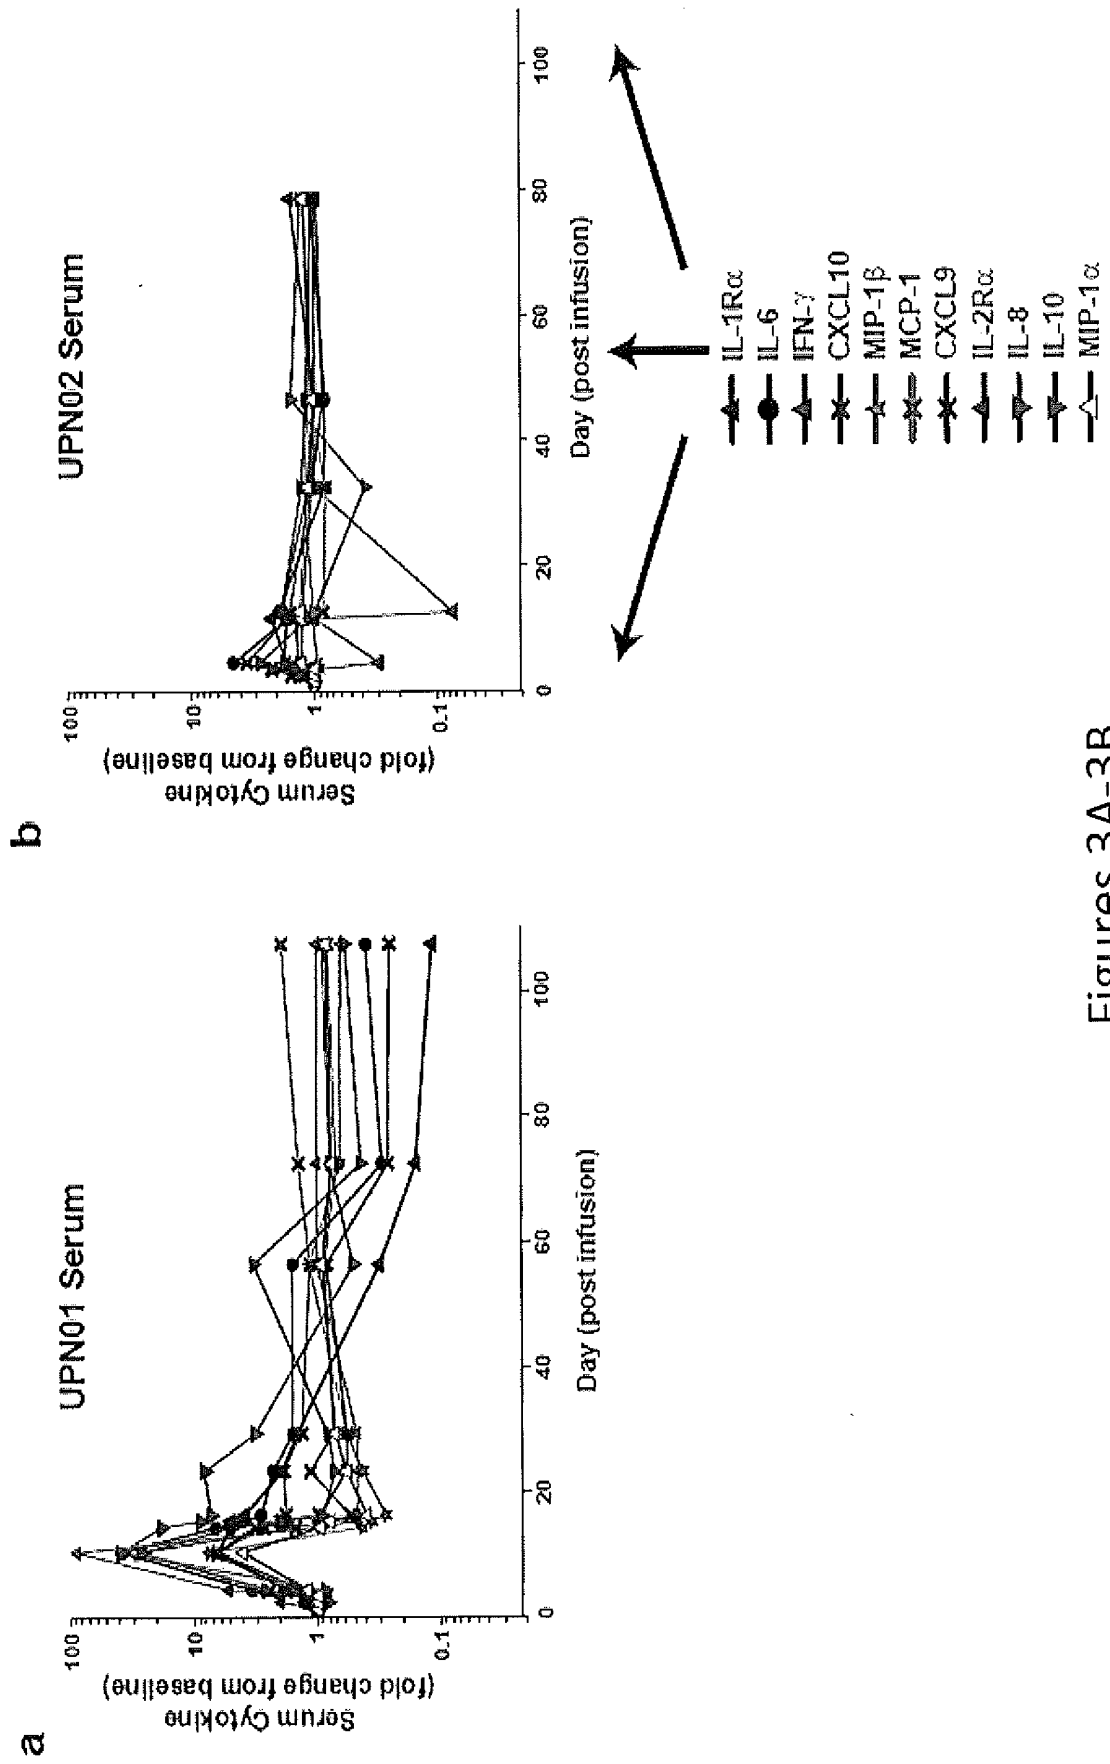 a
UPN01 Serum
Serum Cytokine
(fold change from baseline)
100
10
1
0.1
0
20
40
60
80
100
Day (post infusion)
b
UPN02 Serum
Serum Cytokine
(fold change from baseline)
100
10
1
0.1
0
20
40
60
80
100
Day (post infusion)
IL-1Rα
IL-6
IFN-γ
CXCL10
MIP-1β
MCP-1
CXCL9
IL-2Rα
IL-8
IL-10
MIP-1α
Figures 3A-3B